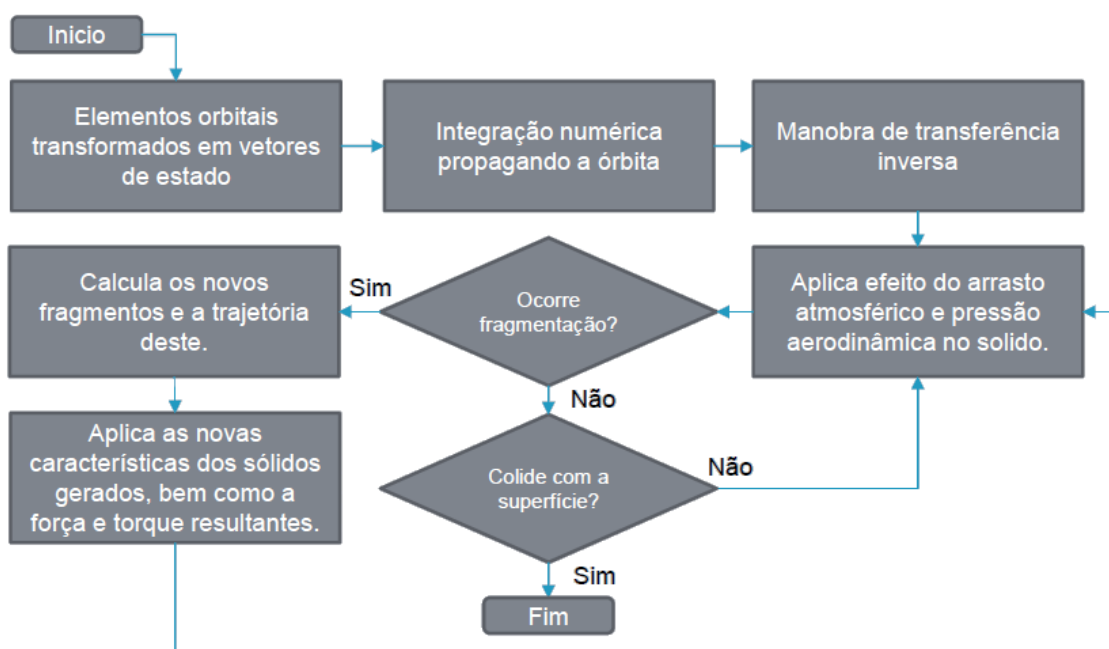 Inicio
Elementos orbitais
transformados em vetores
de estado
Integração numérica
propagando a órbita
Manobra de transferência
inversa
Aplica efeito do arrasto
atmosférico e pressão
aerodinâmica no solido.
Ocorre
fragmentação?
Sim
Calcula os novos
fragmentos e a trajetória
deste.
Aplica as novas
características dos sólidos
gerados, bem como a
força e torque resultantes.
Não
Colide com a
superfície?
Não
Sim
Fim